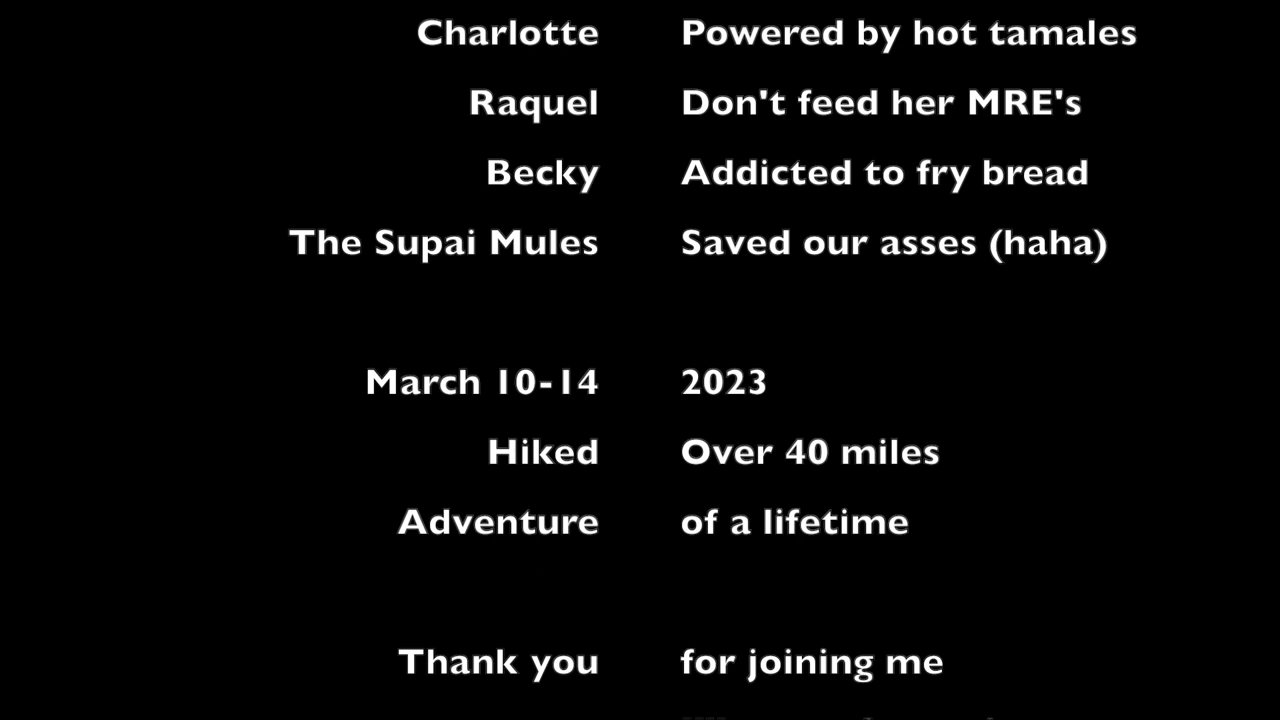 Charlotte Powered by hot tamales
Raquel Don't feed her MRE's
Becky Addicted to fry bread
The Supai Mules Saved our asses (haha)
March 10-14 2023
Hiked Over 40 miles
Adventure of a lifetime
Thank you for joining me